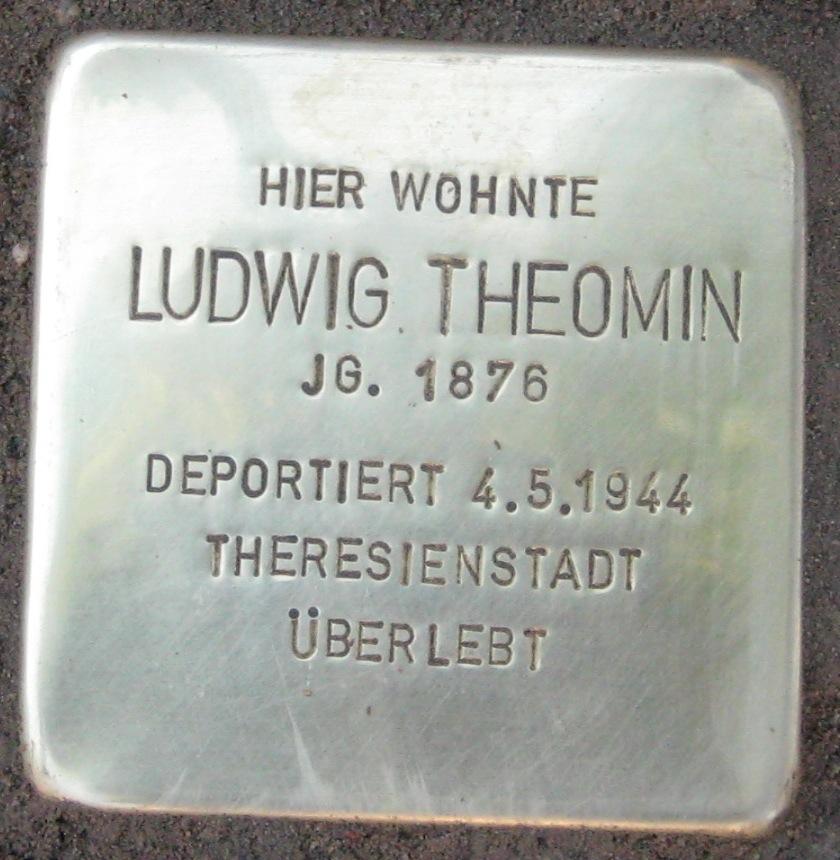 HIER WOHNTE
LUDWIG THEOMIN
JG. 1876
DEPORTIERT 4.5.1944
THERESIENSTADT
ÜBERLEBT